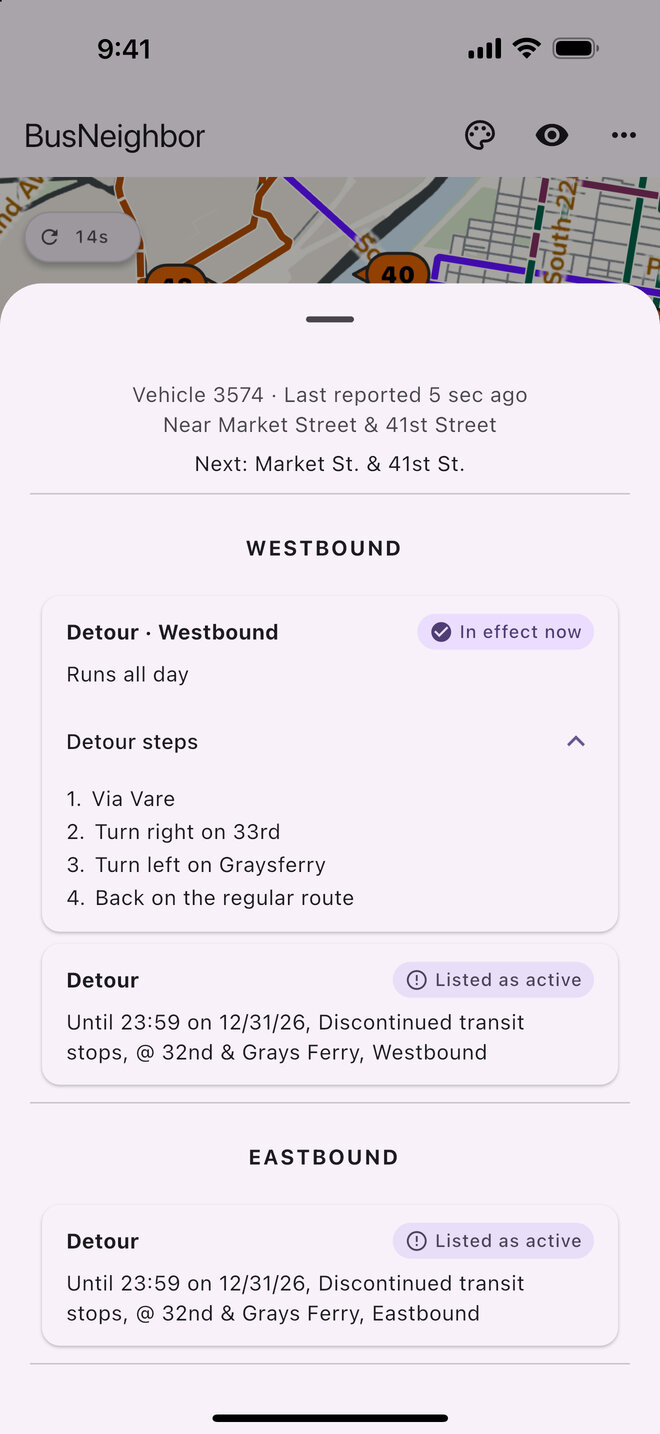 9:41
BusNeighbor
nd Av
14s
South 22
40
Vehicle 3574 · Last reported 5 sec ago
Near Market Street & 41st Street
Next: Market St. & 41st St.
WESTBOUND
Detour · Westbound
In effect now
Runs all day
Detour steps
1. Via Vare
2. Turn right on 33rd
3. Turn left on Graysferry
4. Back on the regular route
Detour
Listed as active
Until 23:59 on 12/31/26, Discontinued transit
stops, @ 32nd & Grays Ferry, Westbound
EASTBOUND
Detour
Listed as active
Until 23:59 on 12/31/26, Discontinued transit
stops, @ 32nd & Grays Ferry, Eastbound